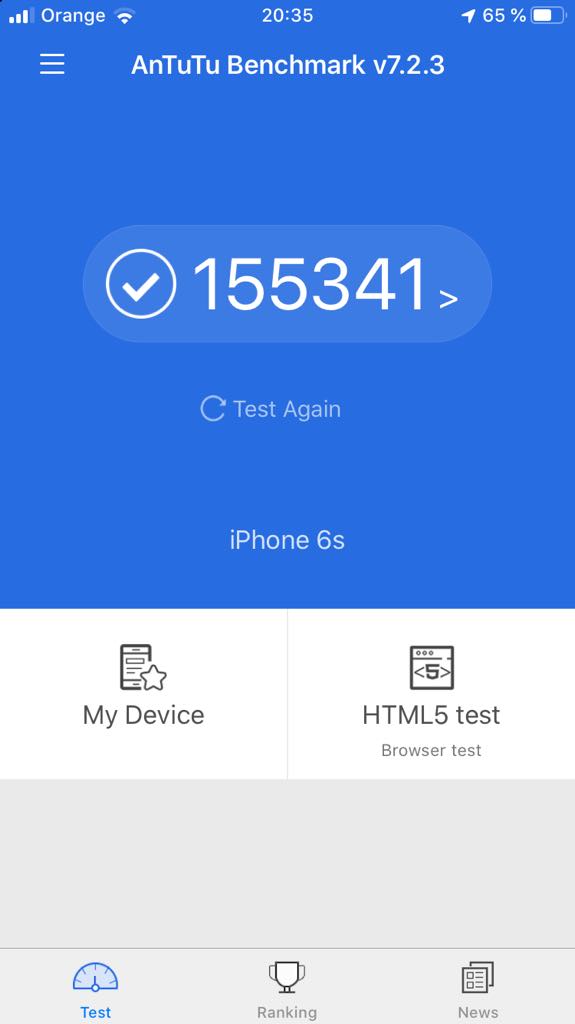 Orange 20:35 65 %
AnTuTu Benchmark v7.2.3
155341 >
Test Again
iPhone 6s
<5>
My Device HTML5 test
Browser test
Test Ranking News